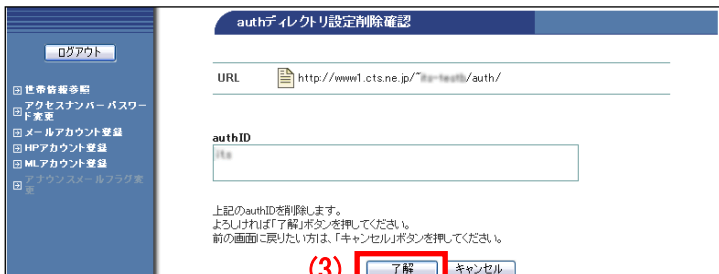 authディレクトリ設定削除確認
ログアウト
URL
http://www1.cts.ne.jp/~ /auth/
世帯情報参照
アクセスナンバーパスワー
ド変更
メールアカウント登録
HPアカウント登録
MLアカウント登録
アナウンスメールフラグ変
更
authID
上記のauthIDを削除します。
よろしければ「了解」ボタンを押してください。
前の画面に戻りたい方は、「キャンセル」ボタンを押してください。
(3)
了解
キャンセル